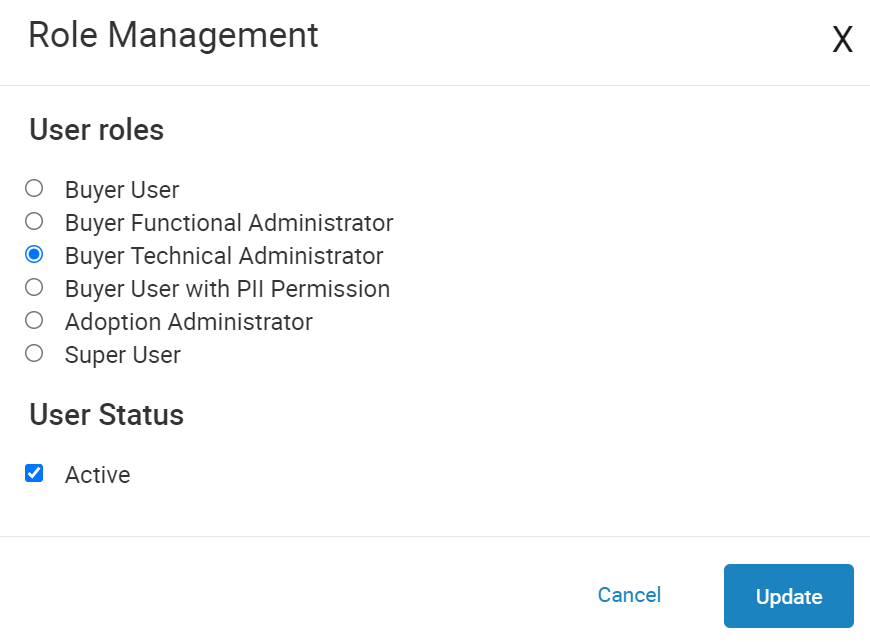 Role Management
X
User roles
Buyer User
Buyer Functional Administrator
Buyer Technical Administrator
Buyer User with PII Permission
Adoption Administrator
Super User
User Status
Active
Cancel
Update